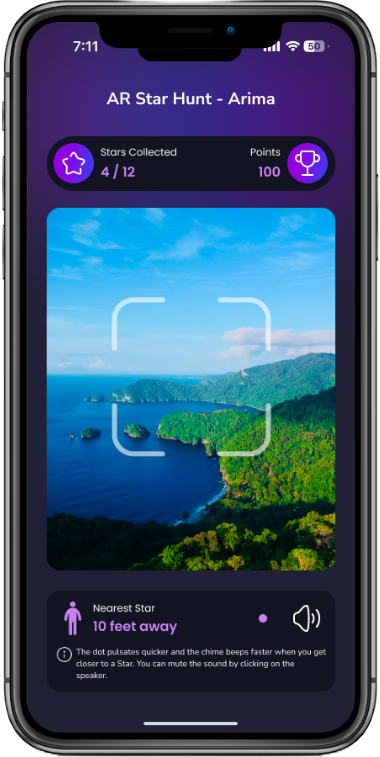 7:11
50
AR Star Hunt - Arima
Stars Collected
4 / 12
Points
100
Nearest Star
10 feet away
The dot pulsates quicker and the chime beeps faster when you get
closer to a Star. You can mute the sound by clicking on the
speaker.